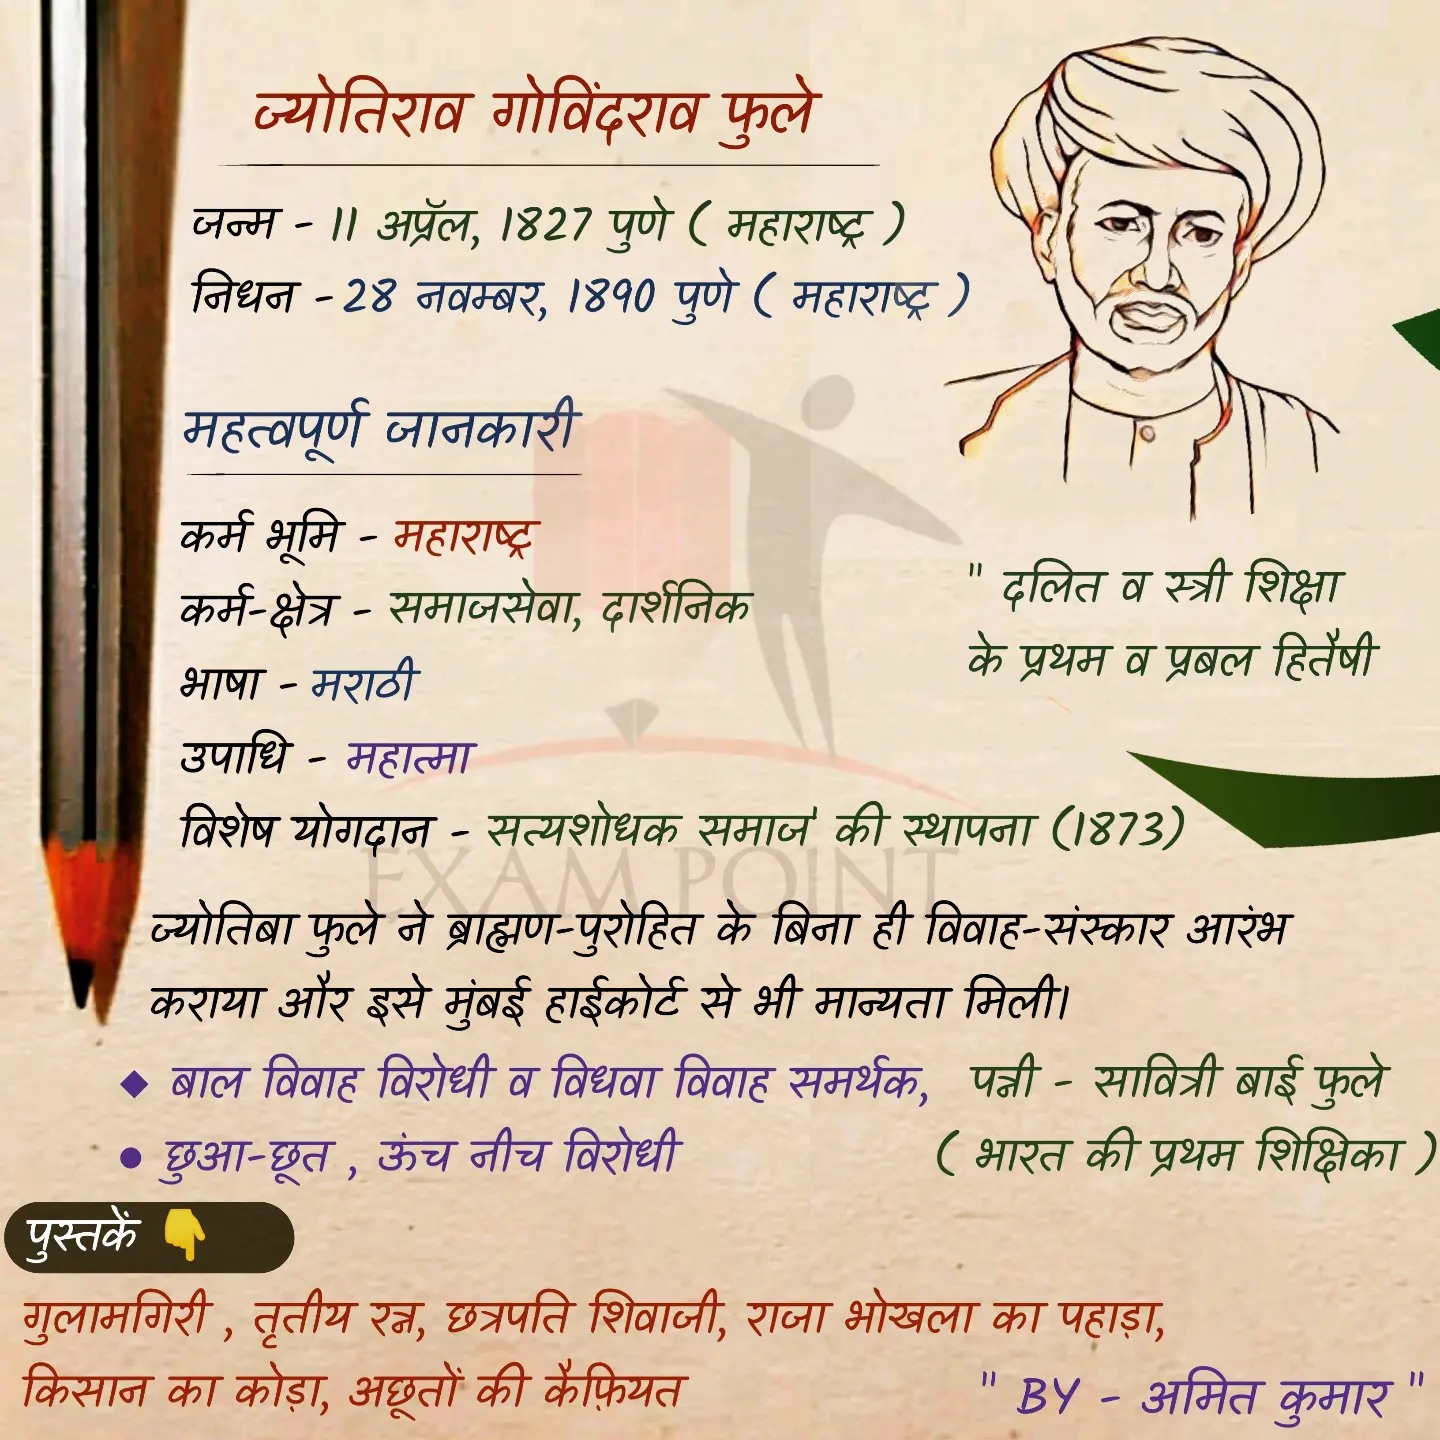 ज्योतिराव गोविंदराव फुले
जन्म - 11 अप्रॅल, 1827 पुणे ( महाराष्ट्र )
निधन - 28 नवम्बर, 1890 पुणे ( महाराष्ट्र )
महत्वपूर्ण जानकारी
कर्म भूमि - महाराष्ट्र
कर्म-क्षेत्र - समाजसेवा, दार्शनिक
भाषा - मराठी
उपाधि - महात्मा
विशेष योगदान - सत्यशोधक समाज' की स्थापना (1873)
" दलित व स्त्री शिक्षा
के प्रथम व प्रबल हितैषी
EXAM POINT
ज्योतिबा फुले ने ब्राह्मण-पुरोहित के बिना ही विवाह-संस्कार आरंभ
कराया और इसे मुंबई हाईकोर्ट से भी मान्यता मिली।
◆ बाल विवाह विरोधी व विधवा विवाह समर्थक,
● छुआ-छूत , ऊंच नीच विरोधी
पत्नी - सावित्री बाई फुले
( भारत की प्रथम शिक्षिका )
पुस्तकें 👇
गुलामगिरी , तृतीय रत्न, छत्रपति शिवाजी, राजा भोखला का पहाड़ा,
किसान का कोड़ा, अछूतों की कैफ़ियत
" BY - अमित कुमार "